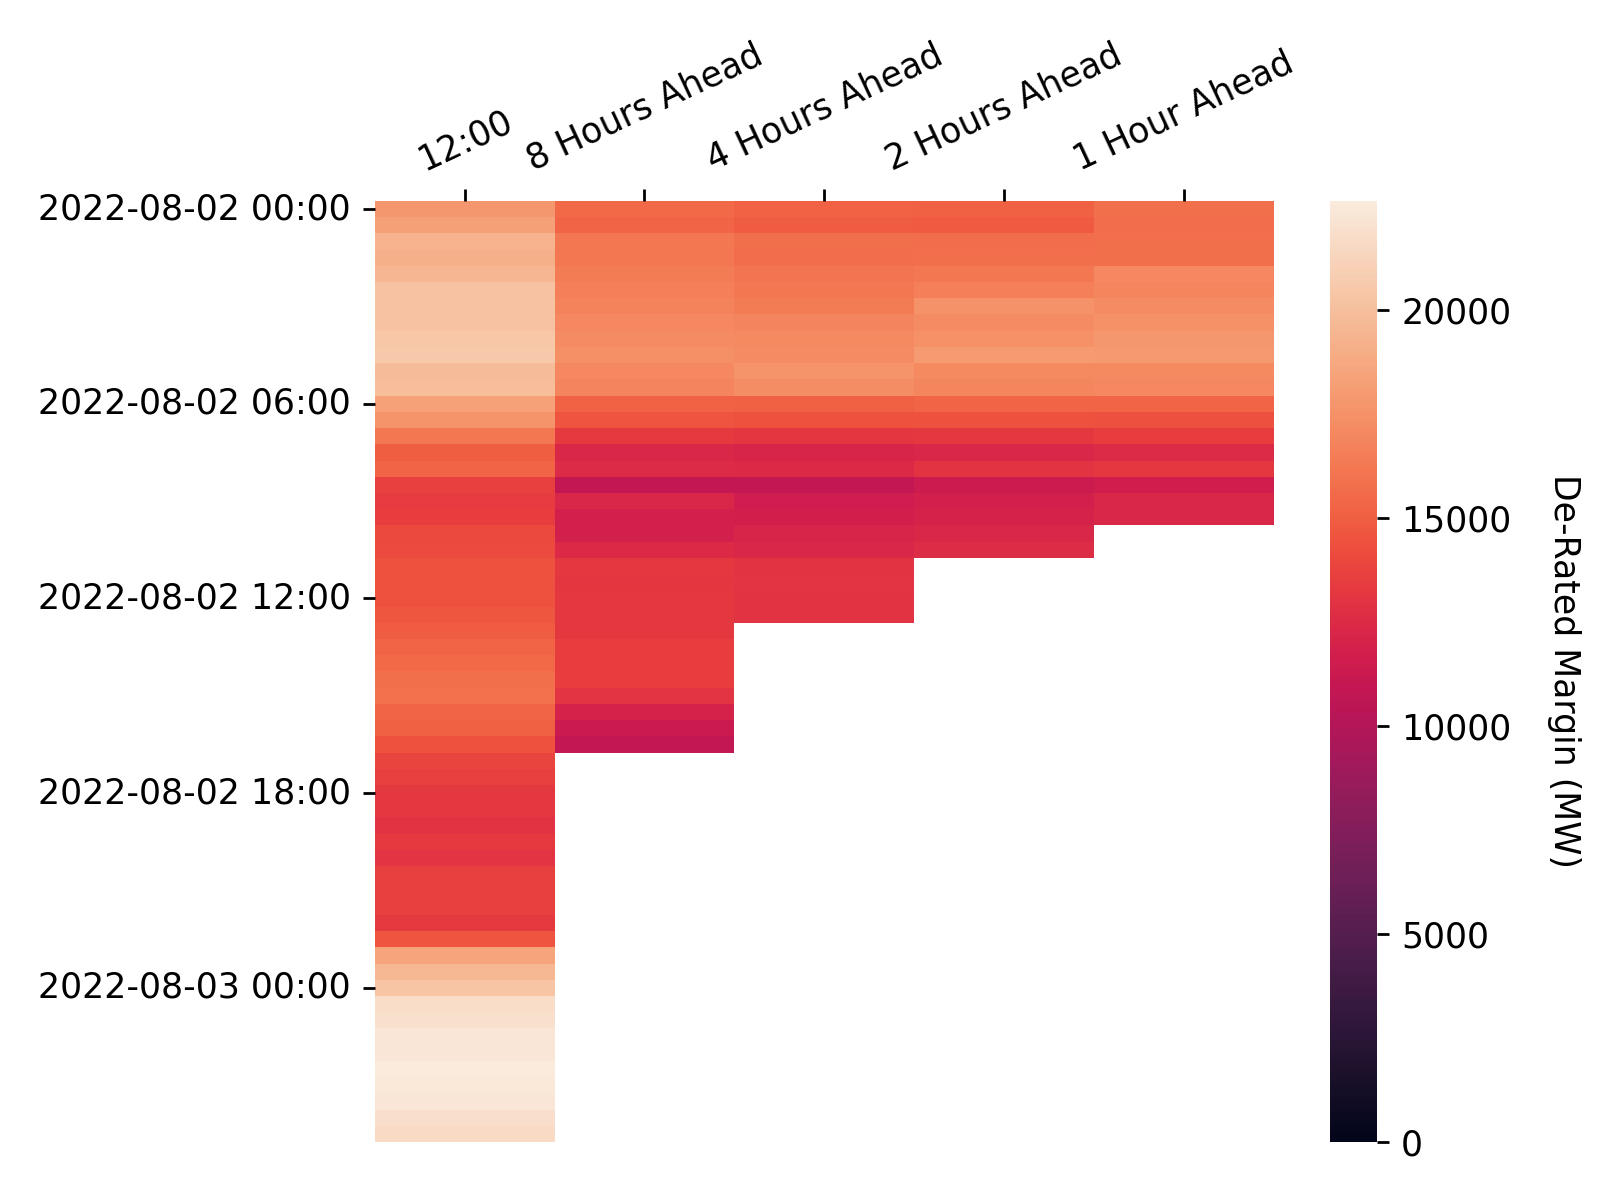 12:00
8 Hours Ahead
4 Hours Ahead
2 Hours Ahead
1 Hour Ahead
2022-08-02 00:00
2022-08-02 06:00
2022-08-02 12:00
2022-08-02 18:00
2022-08-03 00:00
20000
15000
10000
5000
0
De-Rated Margin (MW)